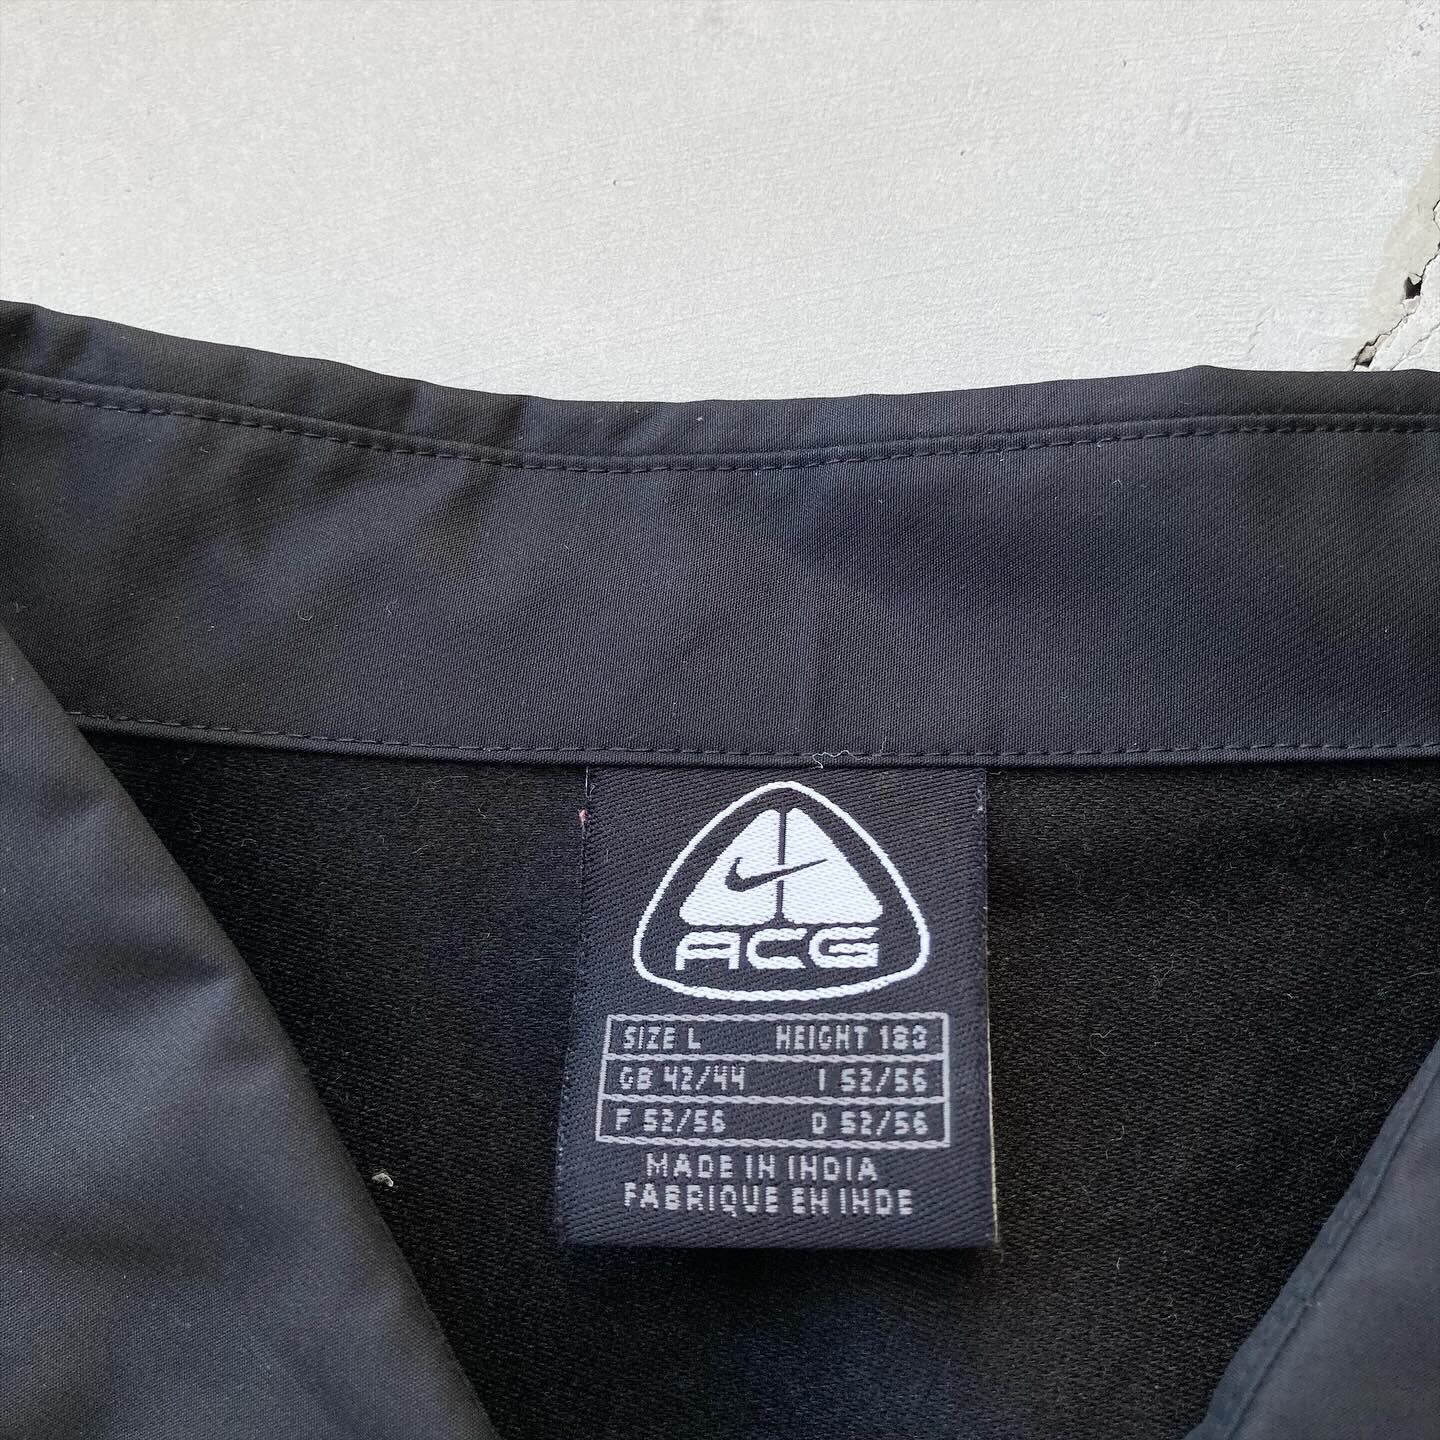 ACG
SIZE L HEIGHT 183
GB 42/44 I 52/56
F 52/56 D 52/56
MADE IN INDIA
FABRIQUE EN INDE